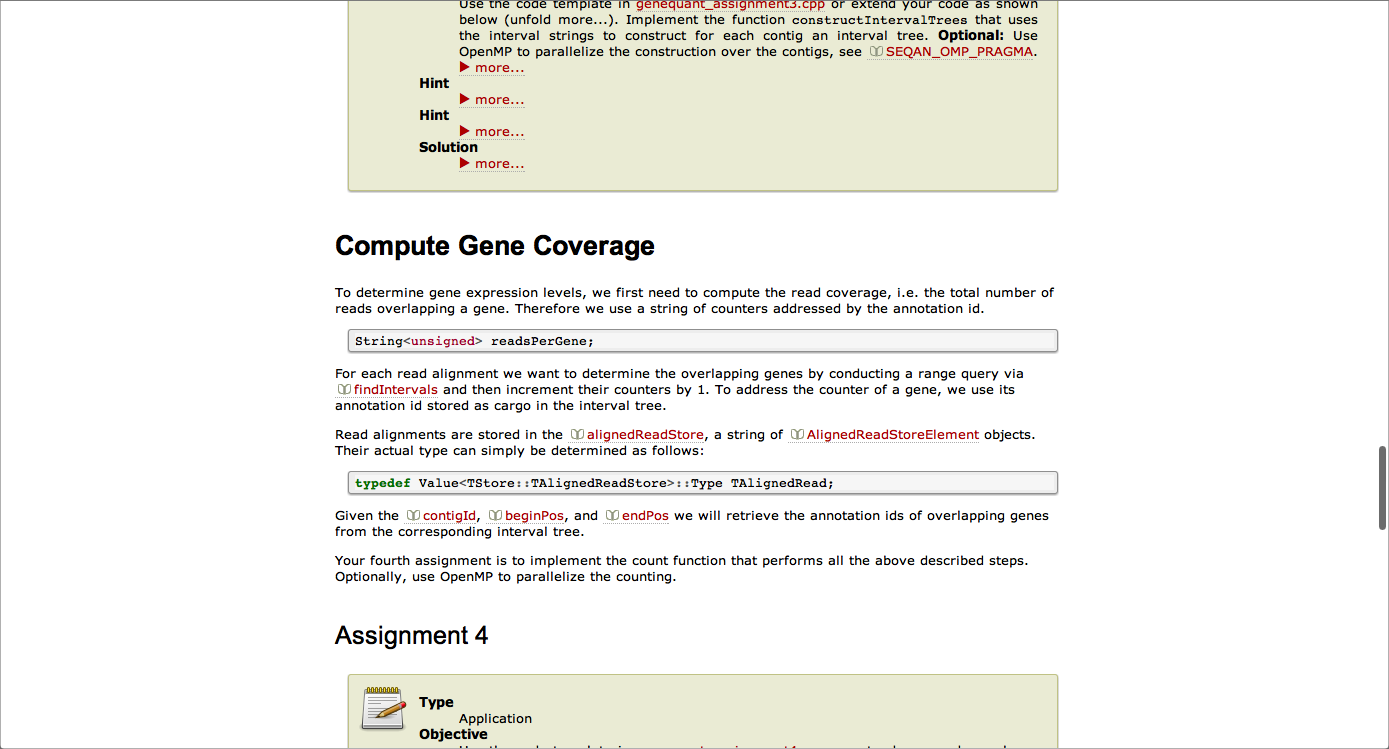 Use the code template in genequant_assignment3.cpp or extend your code as shown
below (unfold more...). Implement the function constructIntervalTrees that uses
the interval strings to construct for each contig an interval tree. Optional: Use
OpenMP to parallelize the construction over the contigs, see SEQAN_OMP_PRAGMA.
more...
Hint
more...
Hint
more...
Solution
more...
Compute Gene Coverage
To determine gene expression levels, we first need to compute the read coverage, i.e. the total number of
reads overlapping a gene. Therefore we use a string of counters addressed by the annotation id.
String<unsigned> readsPerGene;
For each read alignment we want to determine the overlapping genes by conducting a range query via
findIntervals and then increment their counters by 1. To address the counter of a gene, we use its
annotation id stored as cargo in the interval tree.
Read alignments are stored in the alignedReadStore, a string of AlignedReadStoreElement objects.
Their actual type can simply be determined as follows:
typedef Value<TStore::TAlignedReadStore>::Type TAlignedRead;
Given the contigId, beginPos, and endPos we will retrieve the annotation ids of overlapping genes
from the corresponding interval tree.
Your fourth assignment is to implement the count function that performs all the above described steps.
Optionally, use OpenMP to parallelize the counting.
Assignment 4
Type
Application
Objective